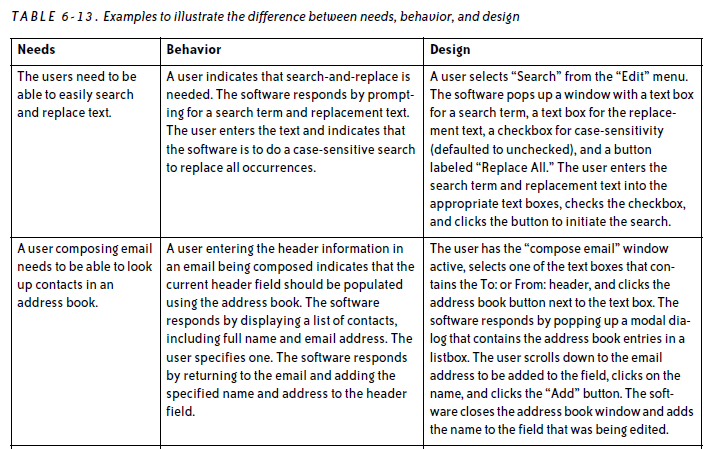 TABLE 6-13. Examples to illustrate the difference between needs, behavior, and design
Needs
Behavior
Design
The users need to be
able to easily search
and replace text.
A user indicates that search-and-replace is
needed. The software responds by prompt-
ing for a search term and replacement text.
The user enters the text and indicates that
the software is to do a case-sensitive search
to replace all occurrences.
A user selects “Search” from the “Edit” menu.
The software pops up a window with a text box
for a search term, a text box for the replace-
ment text, a checkbox for case-sensitivity
(defaulted to unchecked), and a button
labeled “Replace All.” The user enters the
search term and replacement text into the
appropriate text boxes, checks the checkbox,
and clicks the button to initiate the search.
A user composing email
needs to be able to look
up contacts in an
address book.
A user entering the header information in
an email being composed indicates that the
current header field should be populated
using the address book. The software
responds by displaying a list of contacts,
including full name and email address. The
user specifies one. The software responds
by returning to the email and adding the
specified name and address to the header
field.
The user has the “compose email” window
active, selects one of the text boxes that con-
tains the To: or From: header, and clicks the
address book button next to the text box. The
software responds by popping up a modal dia-
log that contains the address book entries in a
listbox. The user scrolls down to the email
address to be added to the field, clicks on the
name, and clicks the “Add” button. The soft-
ware closes the address book window and adds
the name to the field that was being edited.